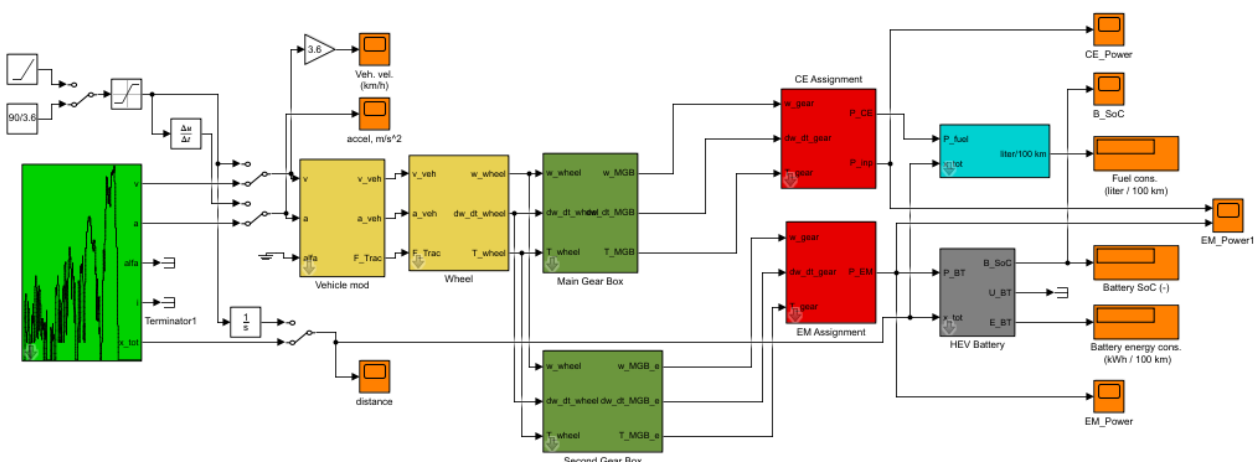 CE_Power
3.6
Veh. vel.
(km/h)
90/3.6
Δu
Δt
accel, m/s^2
CE Assignment
w_gear
P_CE
dw_dt_gear
P_Inp
B_SoC
P_fuel
liter/100 km
Fuel cons.
(liter / 100 km)
v
a
alfa
i
x_tot
Terminator1
v
a
alfa
v_veh
a_veh
F_Trac
Vehicle mod
v_veh
a_veh
F_Trac
w_wheel
dw_dt_wheel
T_wheel
Wheel
w_wheel
dw_dt_wheel
T_wheel
w_MGB
dw_dt_MGB
T_MGB
Main Gear Box
w_gear
dw_dt_gear
P_EM
EM Assignment
EM_Power1
P_BT
x_tot
B_SoC
U_BT
E_BT
HEV Battery
Battery SoC (-)
Battery energy cons.
(kWh / 100 km)
1
s
distance
w_wheel
dw_dt_wheel
T_wheel
w_MGB_e
dw_dt_MGB_e
T_MGB_e
Second Gear Box
EM_Power